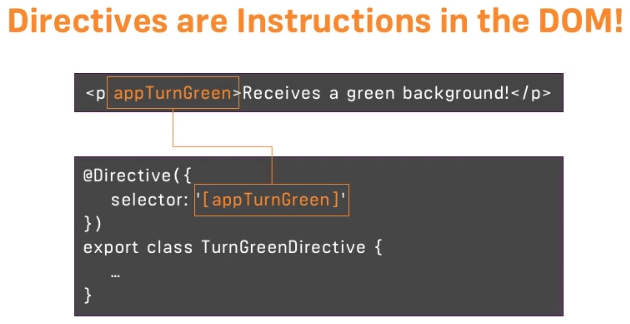 Directives are Instructions in the DOM!
<p appTurnGreen>Receives a green background!</p>
@Directive({
selector: '[appTurnGreen]'
})
export class TurnGreenDirective {
…
}